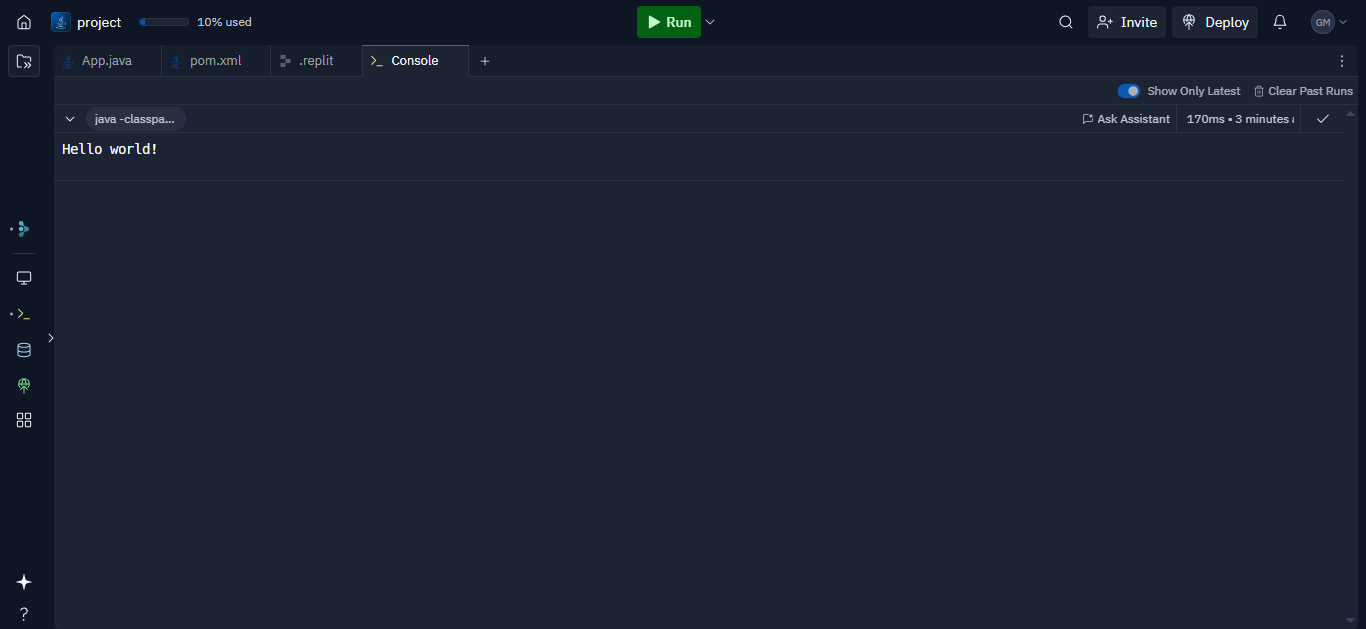 project 10% used Run Invite Deploy GM
App.java pom.xml .replit Console
Show Only Latest Clear Past Runs
java -classpa... Ask Assistant 170ms • 3 minutes
Hello world!
?